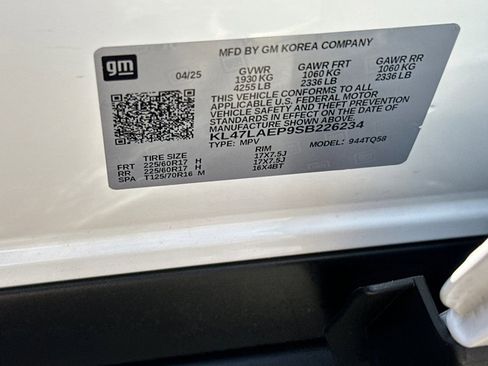 gm
MFD BY GM KOREA COMPANY
04/25 GVWR GAWR FRT GAWR RR
1930 KG 1060 KG 1060 KG
4255 LB 2336 LB 2336 LB
THIS VEHICLE CONFORMS TO ALL
APPLICABLE U.S. FEDERAL MOTOR
VEHICLE SAFETY AND THEFT PREVENTION
STANDARDS IN EFFECT ON THE DATE OF
MANUFACTURE SHOWN ABOVE.
KL47LAEP9SB226234
TYPE: MPV MODEL: 944TQ58
TIRE SIZE RIM
FRT 225/60R17 H 17X7.5J
RR 225/60R17 H 17X7.5J
SPA T125/70R16 M 16X4BT